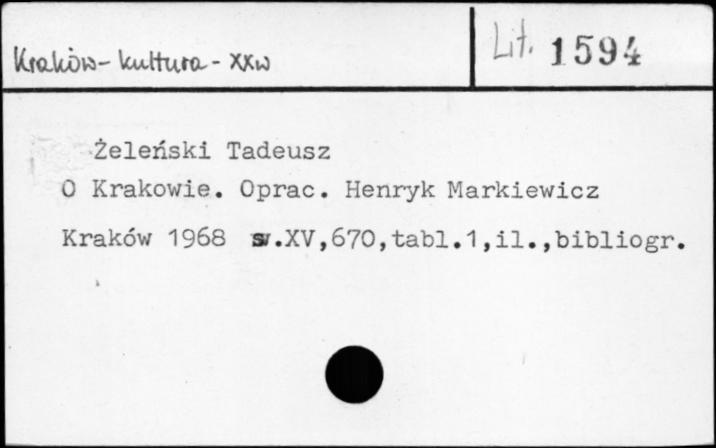 Kraków - kultura - XXw
Lit. 1594
Żeleński Tadeusz
O Krakowie. Oprac. Henryk Markiewicz
Kraków 1968 s.XV,670,tabl.1,il.,bibliogr.